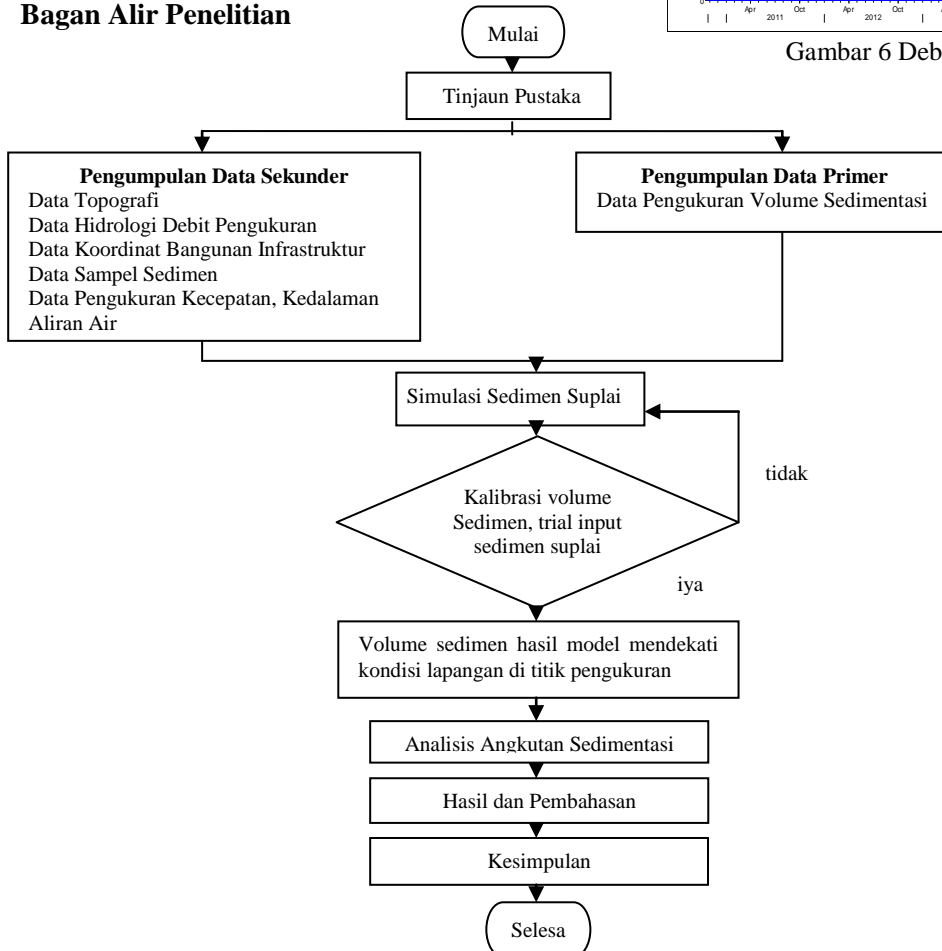 Bagan Alir Penelitian
0
Apr Oct Apr Oct
2011 2012
Gambar 6 Deb
Mulai
Tinjaun Pustaka
Pengumpulan Data Sekunder
Data Topografi
Data Hidrologi Debit Pengukuran
Data Koordinat Bangunan Infrastruktur
Data Sampel Sedimen
Data Pengukuran Kecepatan, Kedalaman
Aliran Air
Pengumpulan Data Primer
Data Pengukuran Volume Sedimentasi
Simulasi Sedimen Suplai
Kalibrasi volume
Sedimen, trial input
sedimen suplai
tidak
iya
Volume sedimen hasil model mendekati
kondisi lapangan di titik pengukuran
Analisis Angkutan Sedimentasi
Hasil dan Pembahasan
Kesimpulan
Selesa